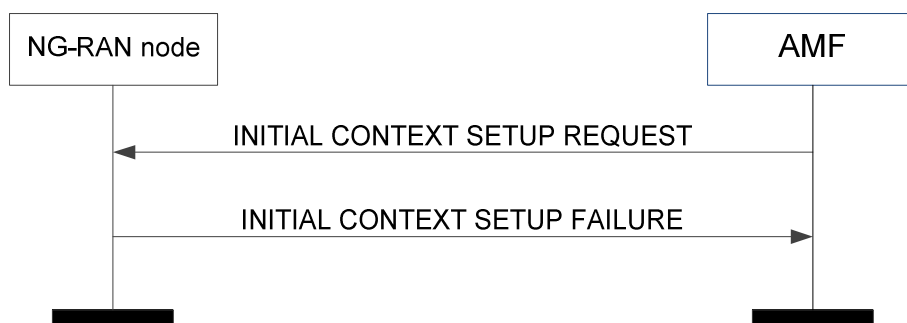 NG-RAN node
AMF
INITIAL CONTEXT SETUP REQUEST
INITIAL CONTEXT SETUP FAILURE